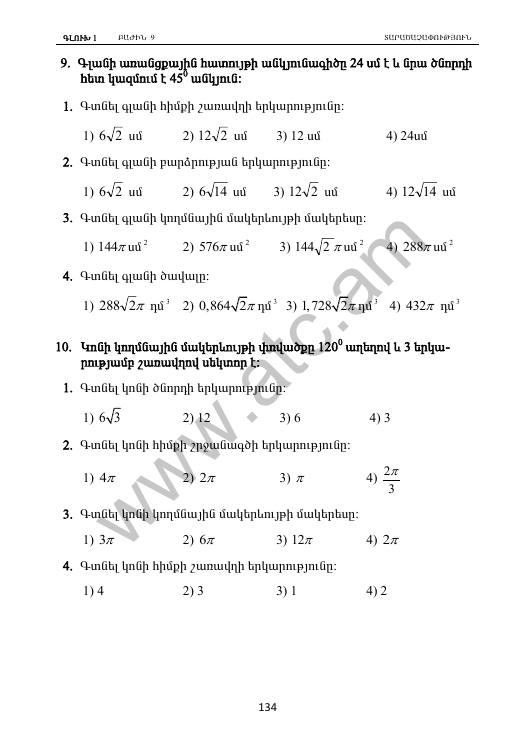 ԳԼՈՒԽ 1 ԲԱԺԻՆ 9 ՏԱՐԱԾԱՉԱՓՈՒԹՅՈՒՆ
9. Գլանի առանցքային հատույթի անկյունագիծը 24 սմ է և նրա ծնորդի
հետ կազմում է 45⁰ անկյուն:
1. Գտնել գլանի հիմքի շառավղի երկարությունը:
1) 6√2 սմ 2) 12√2 սմ 3) 12 սմ 4) 24սմ
2. Գտնել գլանի բարձրության երկարությունը:
1) 6√2 սմ 2) 6√14 սմ 3) 12√2 սմ 4) 12√14 սմ
3. Գտնել գլանի կողմնային մակերևույթի մակերեսը:
1) 144π սմ² 2) 576π սմ² 3) 144√2 π սմ² 4) 288π սմ²
4. Գտնել գլանի ծավալը:
1) 288√2π դմ³ 2) 0,864√2π դմ³ 3) 1,728√2π դմ³ 4) 432π դմ³
10. Կոնի կողմնային մակերևույթի փռվածքը 120⁰ աղեղով և 3 երկա-
րությամբ շառավղով սեկտոր է:
1. Գտնել կոնի ծնորդի երկարությունը:
1) 6√3 2) 12 3) 6 4) 3
2. Գտնել կոնի հիմքի շրջանագծի երկարությունը:
1) 4π 2) 2π 3) π 4) 2π/3
3. Գտնել կոնի կողմնային մակերևույթի մակերեսը:
1) 3π 2) 6π 3) 12π 4) 2π
4. Գտնել կոնի հիմքի շառավղի երկարությունը:
1) 4 2) 3 3) 1 4) 2
www.atc.am
134